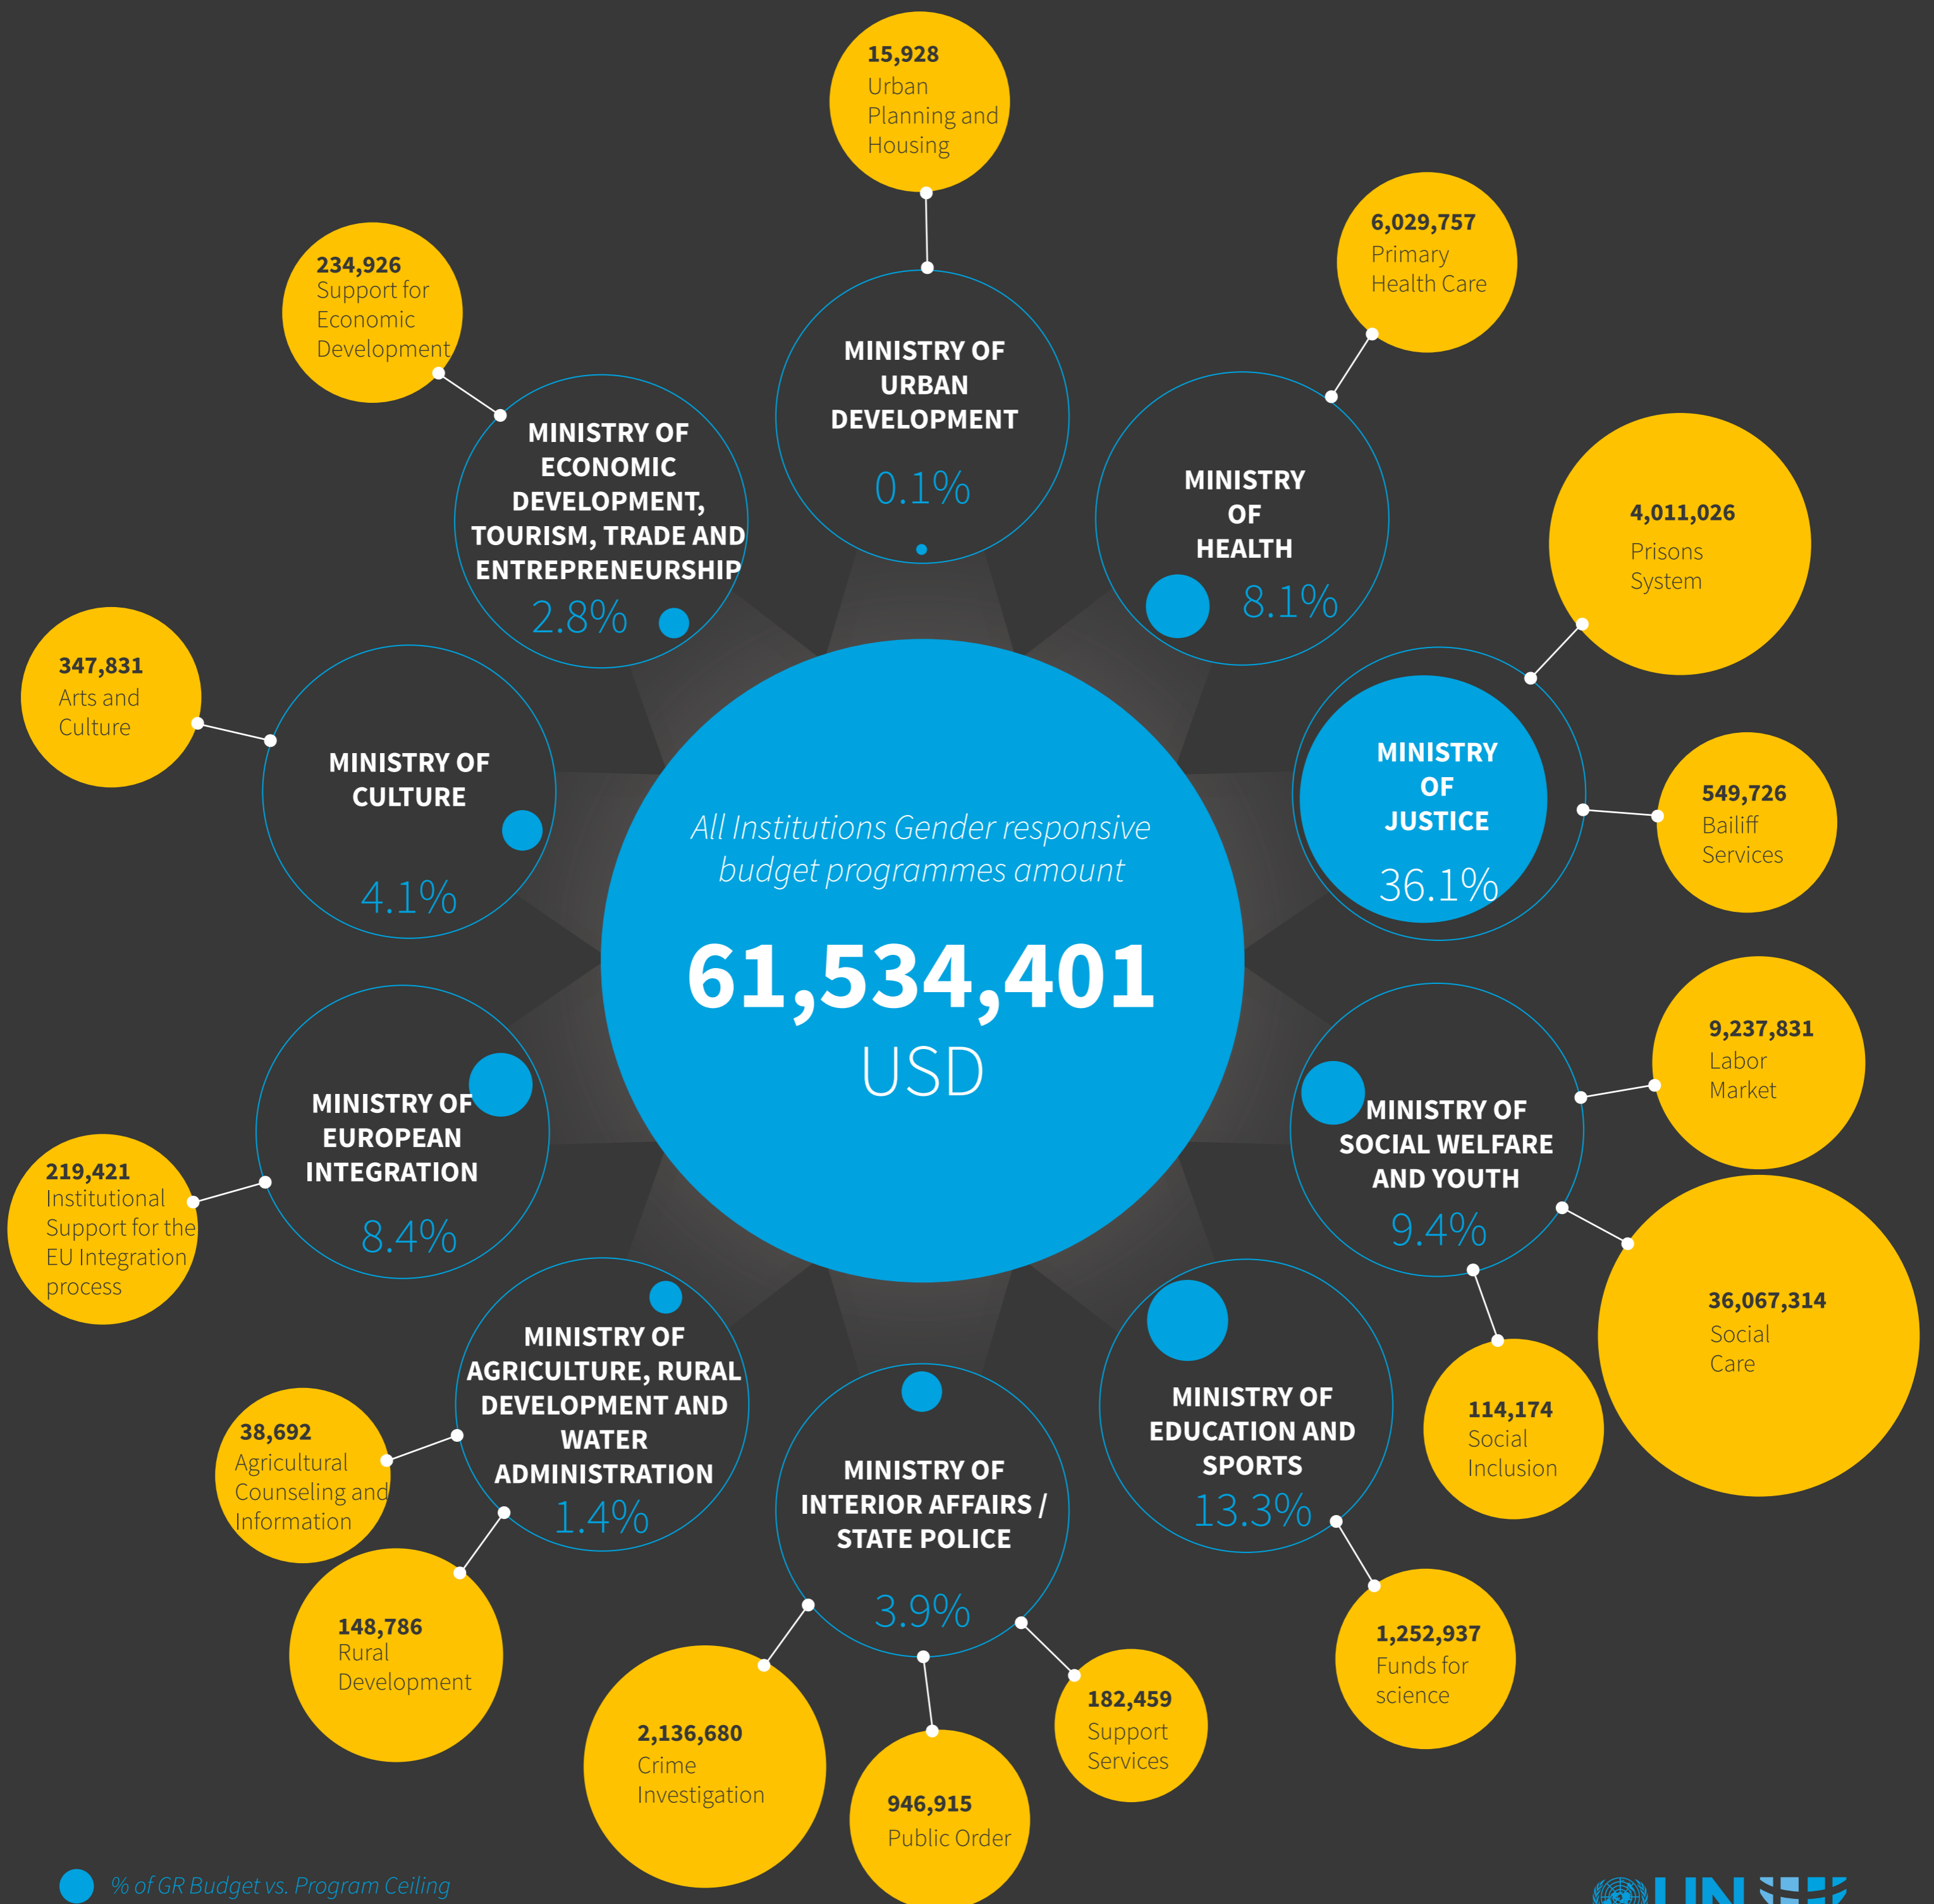 15,928
Urban
Planning and
Housing
6,029,757
Primary
Health Care
234,926
Support for
Economic
Development
MINISTRY OF
URBAN
DEVELOPMENT
0.1%
MINISTRY OF
ECONOMIC
DEVELOPMENT,
TOURISM, TRADE AND
ENTREPRENEURSHIP
2.8%
MINISTRY
OF
HEALTH
8.1%
4,011,026
Prisons
System
347,831
Arts and
Culture
MINISTRY OF
CULTURE
4.1%
MINISTRY
OF
JUSTICE
36.1%
549,726
Bailiff
Services
All Institutions Gender responsive
budget programmes amount
61,534,401
USD
9,237,831
Labor
Market
MINISTRY OF
EUROPEAN
INTEGRATION
8.4%
219,421
Institutional
Support for the
EU Integration
process
MINISTRY OF
SOCIAL WELFARE
AND YOUTH
9.4%
36,067,314
Social
Care
114,174
Social
Inclusion
MINISTRY OF
AGRICULTURE, RURAL
DEVELOPMENT AND
WATER
ADMINISTRATION
1.4%
38,692
Agricultural
Counseling and
Information
148,786
Rural
Development
MINISTRY OF
INTERIOR AFFAIRS /
STATE POLICE
3.9%
MINISTRY OF
EDUCATION AND
SPORTS
13.3%
1,252,937
Funds for
science
2,136,680
Crime
Investigation
946,915
Public Order
182,459
Support
Services
% of GR Budget vs. Program Ceiling
UN